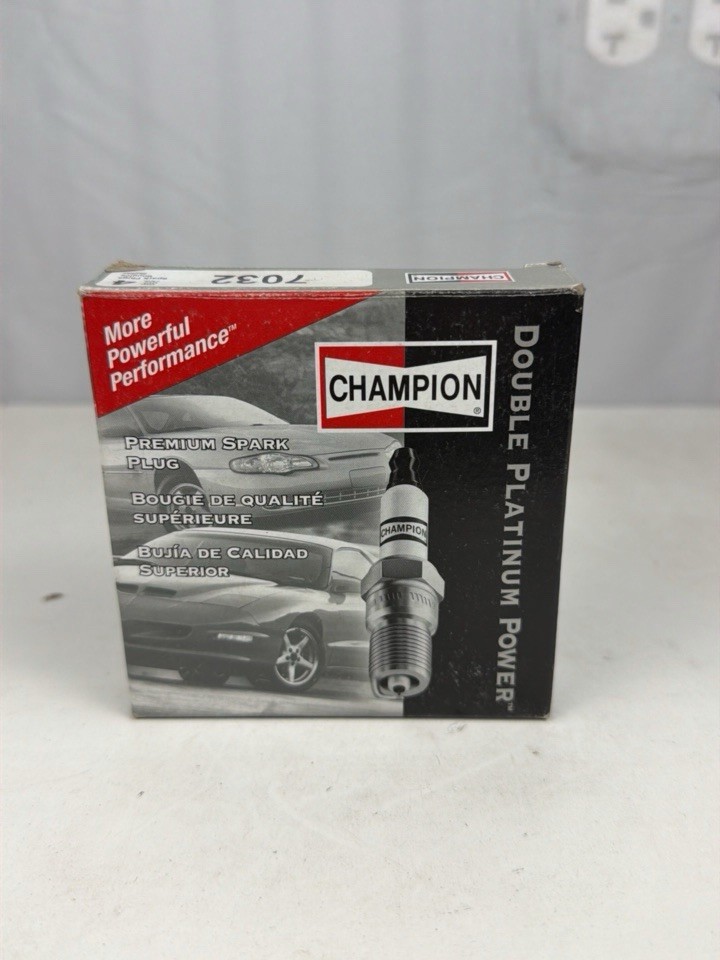 4
7032
CHAMPION
More
Powerful
Performance™
CHAMPION®
DOUBLE PLATINUM POWER™
PREMIUM SPARK
PLUG
BOUGIE DE QUALITÉ
SUPÉRIEURE
BUJÍA DE CALIDAD
SUPERIOR
CHAMPION